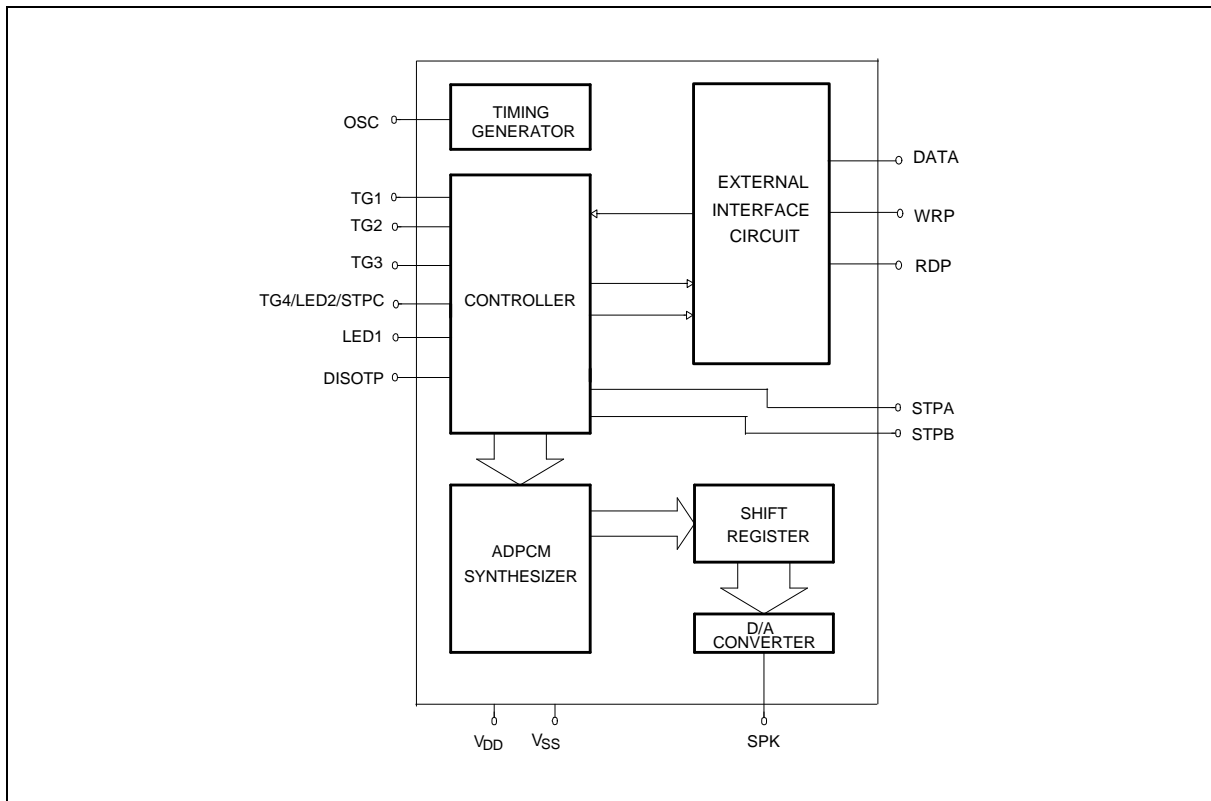 OSC
TIMING
GENERATOR
TG1
TG2
TG3
TG4/LED2/STPC
LED1
DISOTP
CONTROLLER
EXTERNAL
INTERFACE
CIRCUIT
DATA
WRP
RDP
STPA
STPB
ADPCM
SYNTHESIZER
SHIFT
REGISTER
D/A
CONVERTER
VDD
VSS
SPK